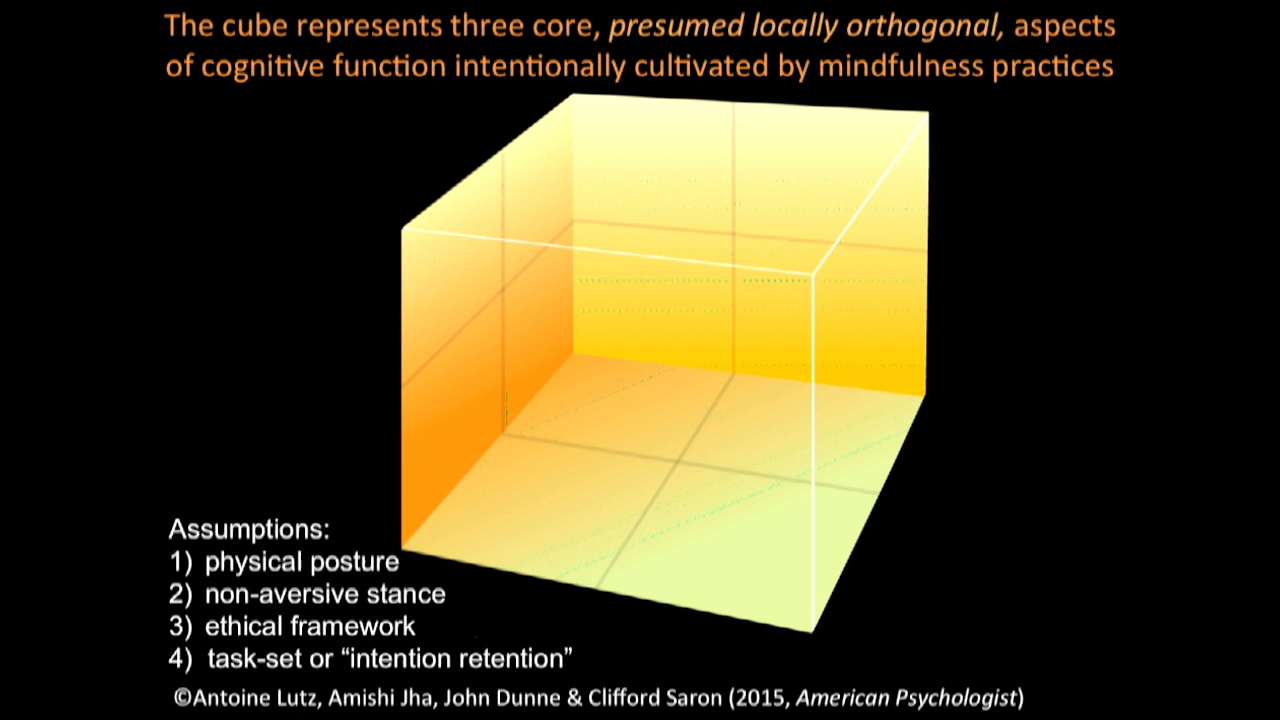 The cube represents three core, presumed locally orthogonal, aspects
of cognitive function intentionally cultivated by mindfulness practices
Assumptions:
1) physical posture
2) non-aversive stance
3) ethical framework
4) task-set or “intention retention”
©Antoine Lutz, Amishi Jha, John Dunne & Clifford Saron (2015, American Psychologist)